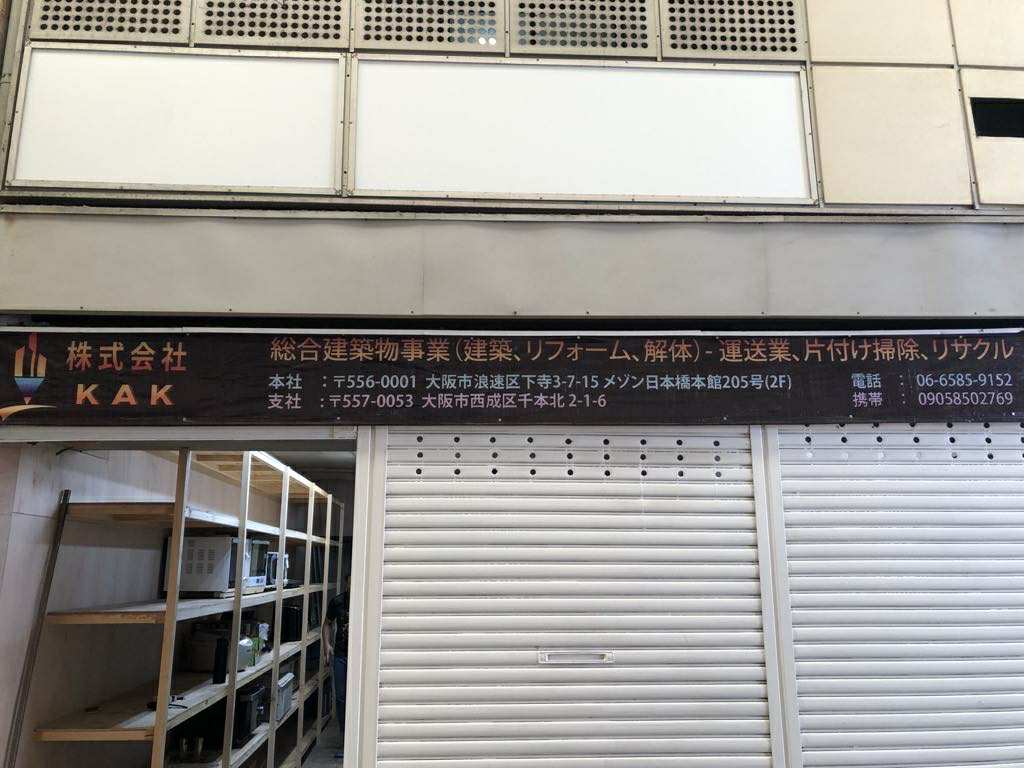 株式会社
KAK
総合建築物事業(建築、リフォーム、解体) - 運送業、片付け掃除、リサクル
本社 :〒556-0001 大阪市浪速区下寺3-7-15 メゾン日本橋本館205号(2F)
支社 :〒557-0053 大阪市西成区千本北 2-1-6
電話 : 06-6585-9152
携帯 : 09058502769